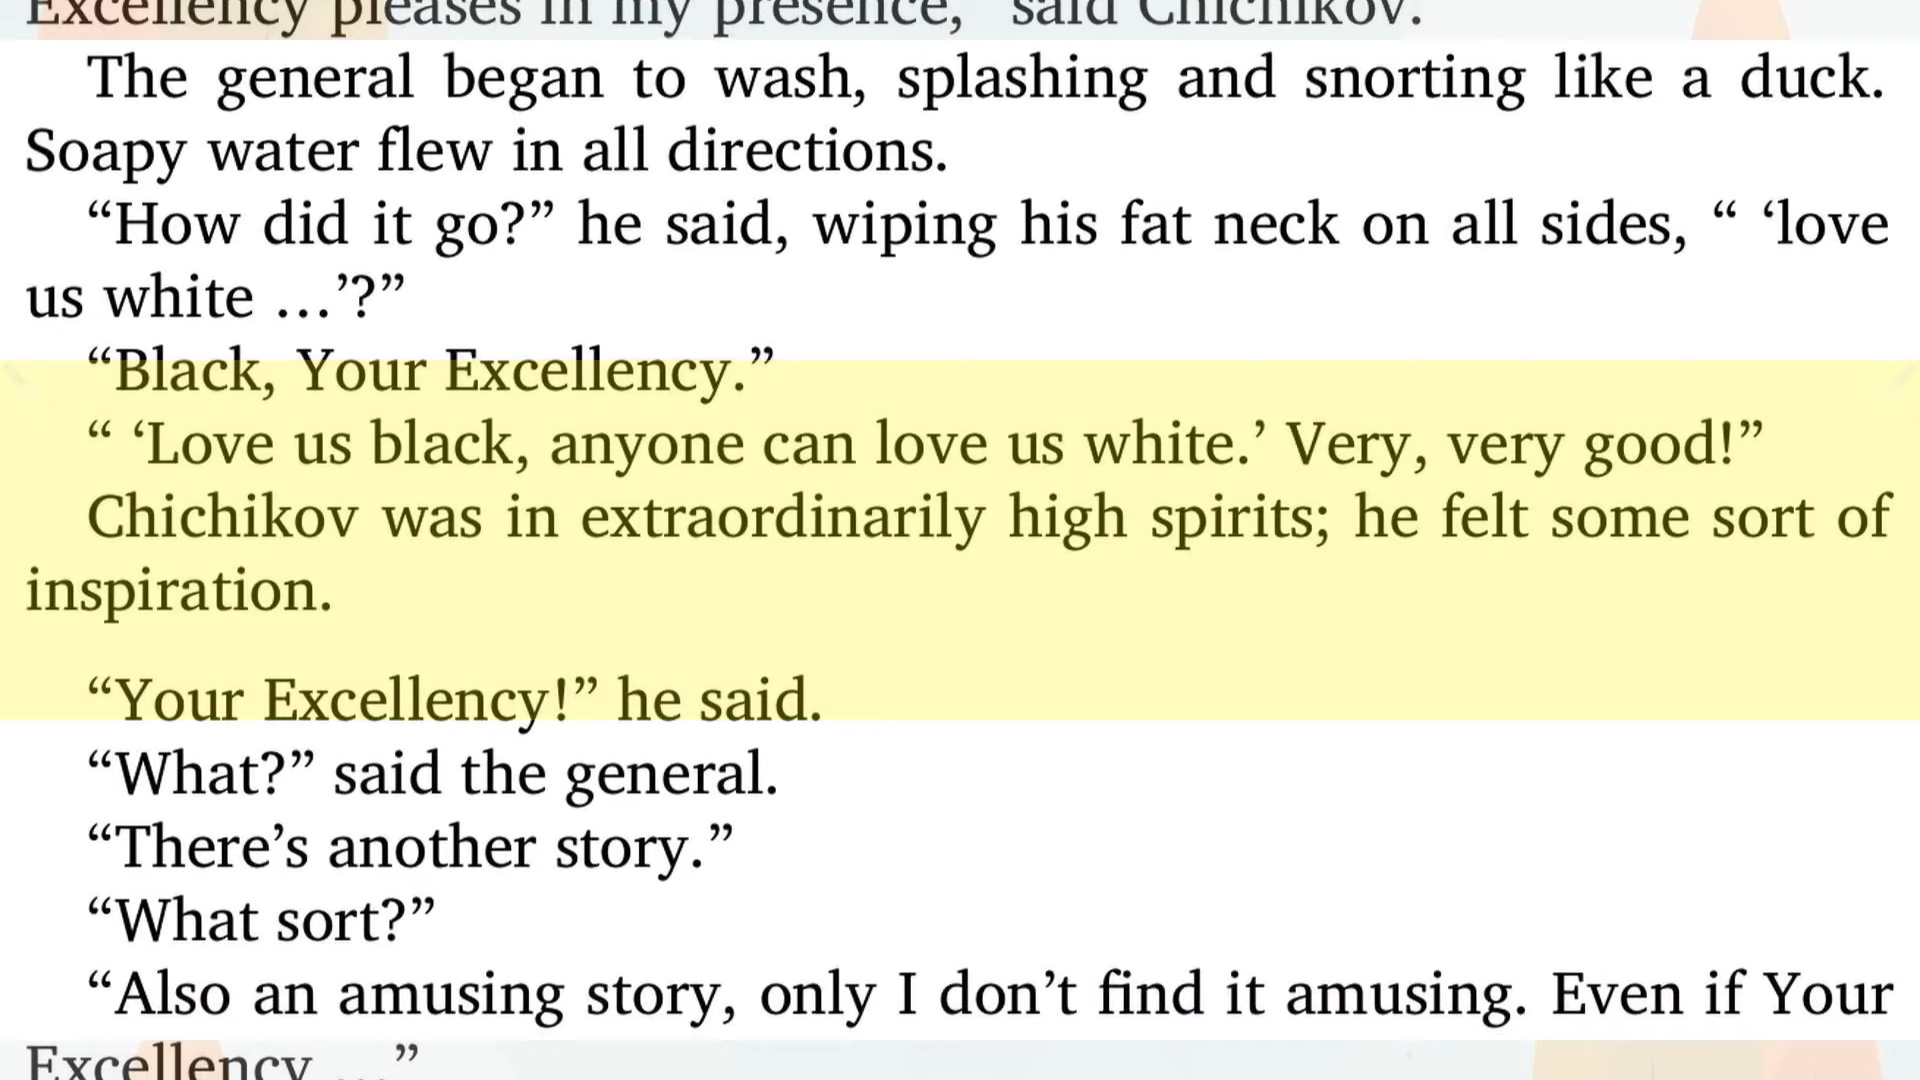 Excellency pleases in my presence,” said Chichikov.
The general began to wash, splashing and snorting like a duck.
Soapy water flew in all directions.
“How did it go?” he said, wiping his fat neck on all sides, “ ‘love
us white …’?”
“Black, Your Excellency.”
“ ‘Love us black, anyone can love us white.’ Very, very good!”
Chichikov was in extraordinarily high spirits; he felt some sort of
inspiration.
“Your Excellency!” he said.
“What?” said the general.
“There’s another story.”
“What sort?”
“Also an amusing story, only I don’t find it amusing. Even if Your
Excellency …”